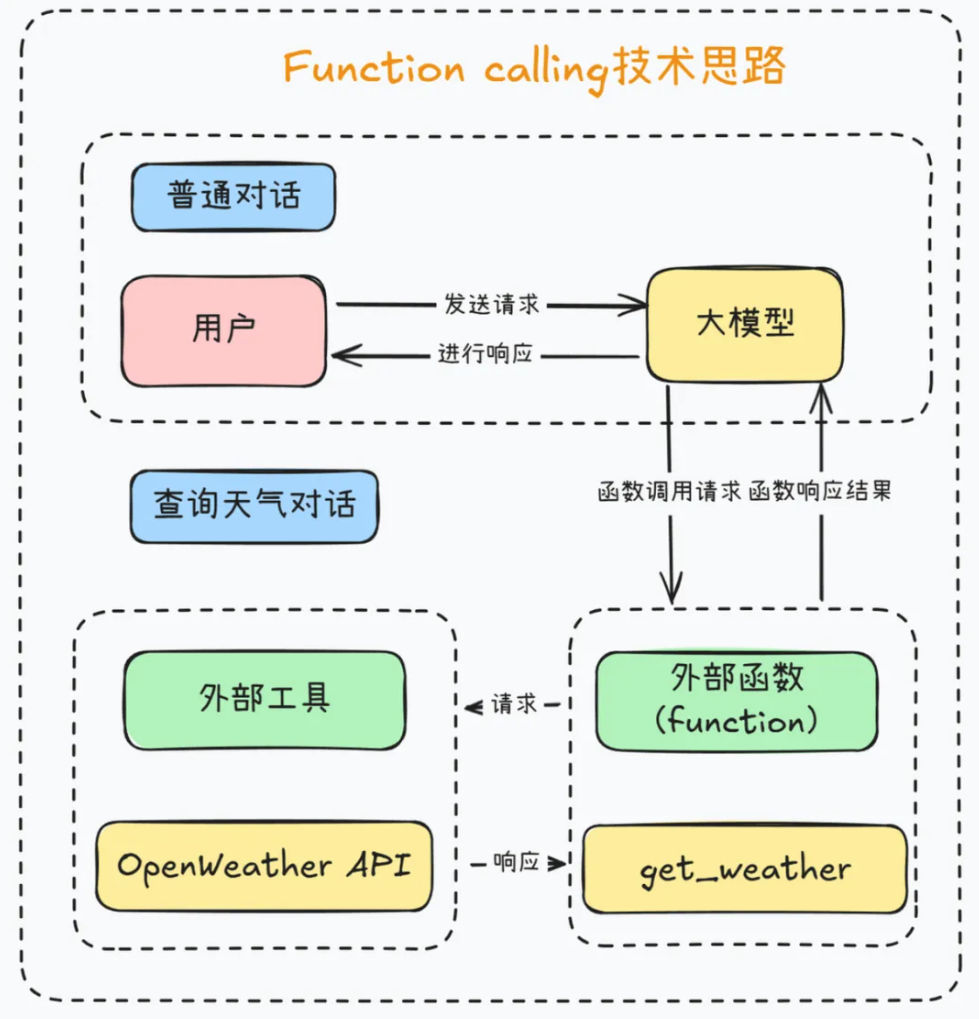 Function calling技术思路
普通对话
用户
发送请求
进行响应
大模型
函数调用请求
函数响应结果
查询天气对话
外部工具
请求
外部函数
(function)
OpenWeather API
响应
get_weather